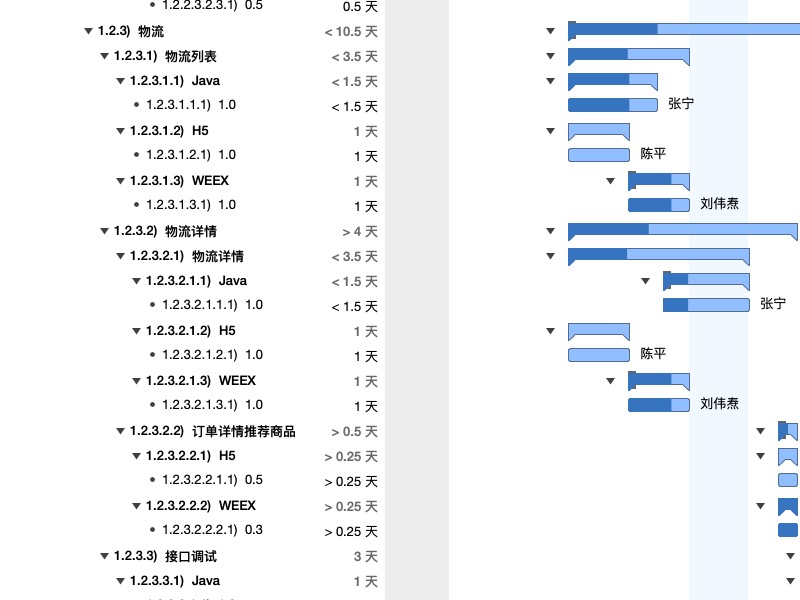 1.2.2.3.2.3.1) 0.5 0.5 天
1.2.3) 物流 < 10.5 天
1.2.3.1) 物流列表 < 3.5 天
1.2.3.1.1) Java < 1.5 天
1.2.3.1.1.1) 1.0 < 1.5 天 张宁
1.2.3.1.2) H5 1 天
1.2.3.1.2.1) 1.0 1 天 陈平
1.2.3.1.3) WEEX 1 天
1.2.3.1.3.1) 1.0 1 天 刘伟焘
1.2.3.2) 物流详情 > 4 天
1.2.3.2.1) 物流详情 < 3.5 天
1.2.3.2.1.1) Java < 1.5 天
1.2.3.2.1.1.1) 1.0 < 1.5 天 张宁
1.2.3.2.1.2) H5 1 天
1.2.3.2.1.2.1) 1.0 1 天 陈平
1.2.3.2.1.3) WEEX 1 天
1.2.3.2.1.3.1) 1.0 1 天 刘伟焘
1.2.3.2.2) 订单详情推荐商品 > 0.5 天
1.2.3.2.2.1) H5 > 0.25 天
1.2.3.2.2.1.1) 0.5 > 0.25 天
1.2.3.2.2.2) WEEX > 0.25 天
1.2.3.2.2.2.1) 0.3 > 0.25 天
1.2.3.3) 接口调试 3 天
1.2.3.3.1) Java 1 天